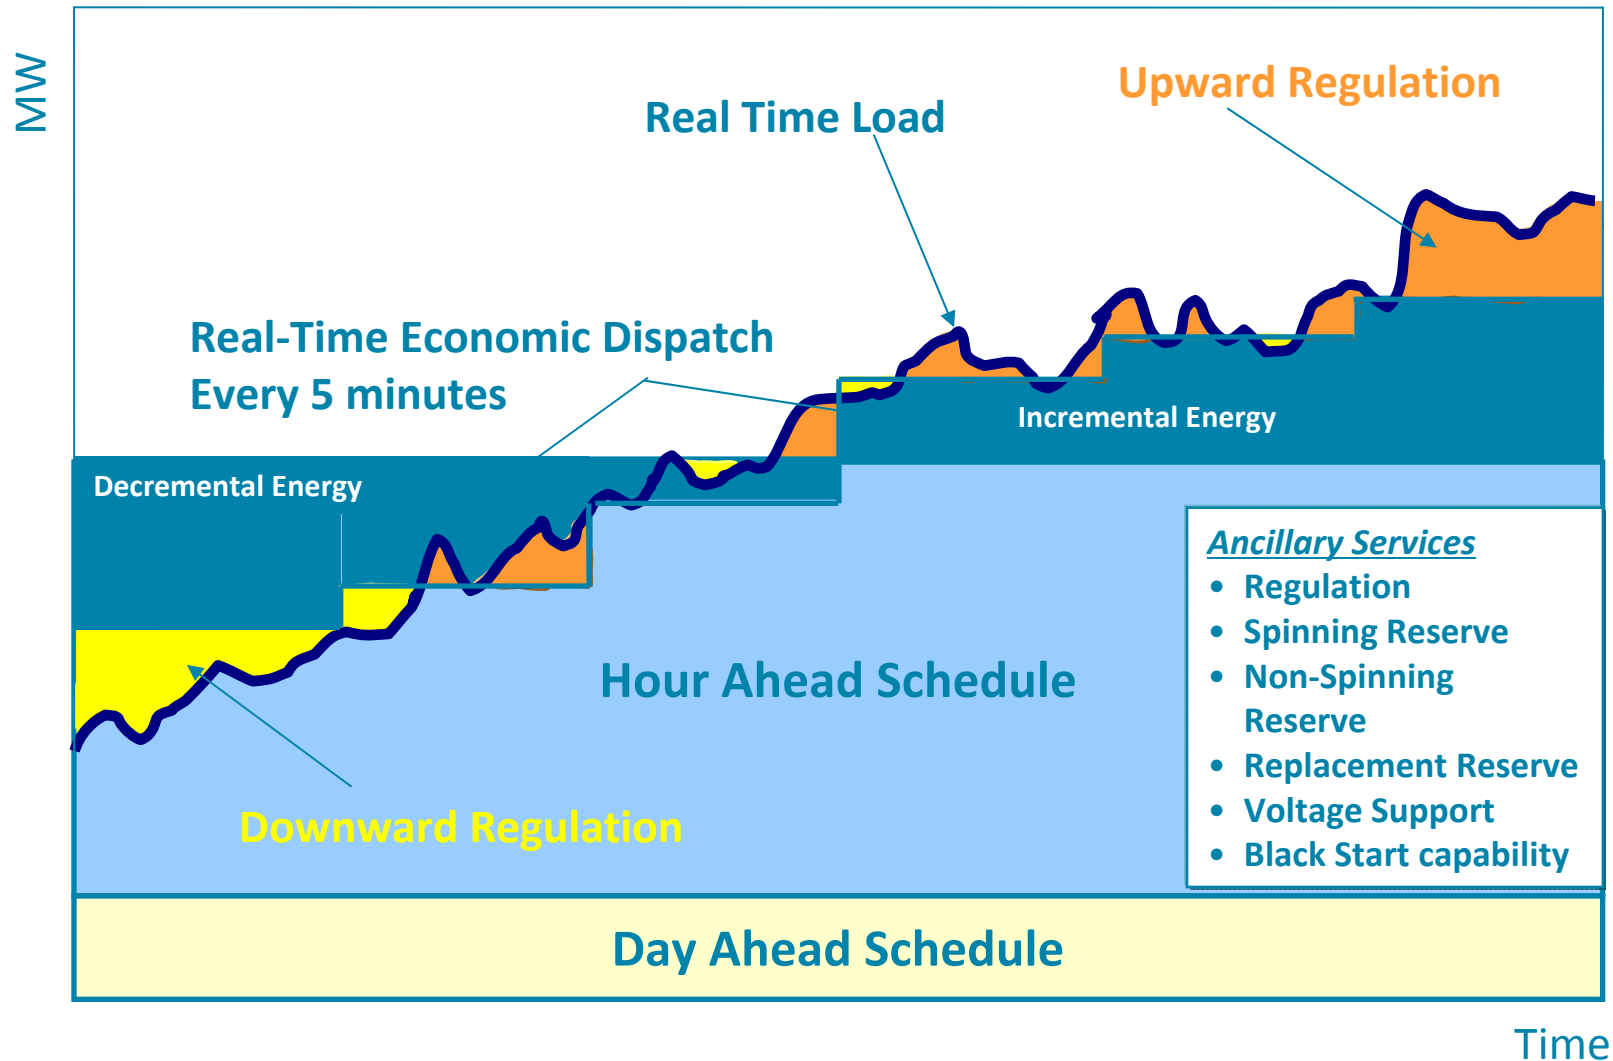 MW
Upward Regulation
Real Time Load
Real-Time Economic Dispatch
Every 5 minutes
Incremental Energy
Decremental Energy
Ancillary Services
• Regulation
• Spinning Reserve
• Non-Spinning
Reserve
• Replacement Reserve
• Voltage Support
• Black Start capability
Hour Ahead Schedule
Downward Regulation
Day Ahead Schedule
Time